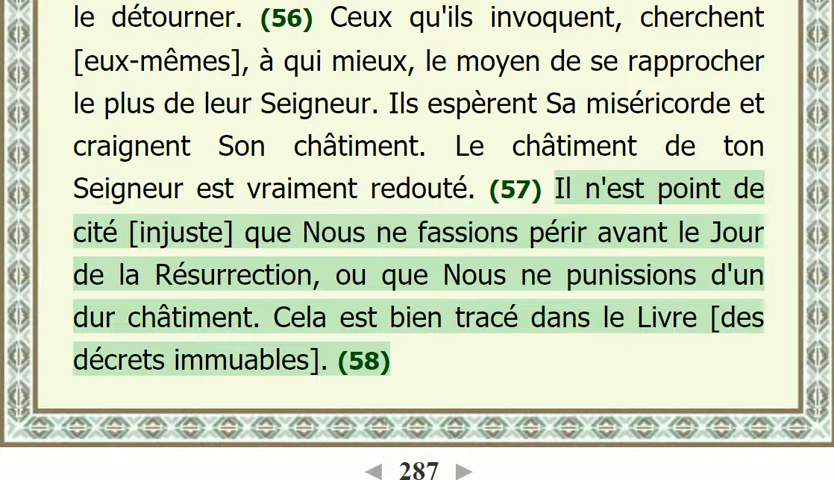 le détourner. (56) Ceux qu'ils invoquent, cherchent
[eux-mêmes], à qui mieux, le moyen de se rapprocher
le plus de leur Seigneur. Ils espèrent Sa miséricorde et
craignent Son châtiment. Le châtiment de ton
Seigneur est vraiment redouté. (57) Il n'est point de
cité [injuste] que Nous ne fassions périr avant le Jour
de la Résurrection, ou que Nous ne punissions d'un
dur châtiment. Cela est bien tracé dans le Livre [des
décrets immuables]. (58)
287